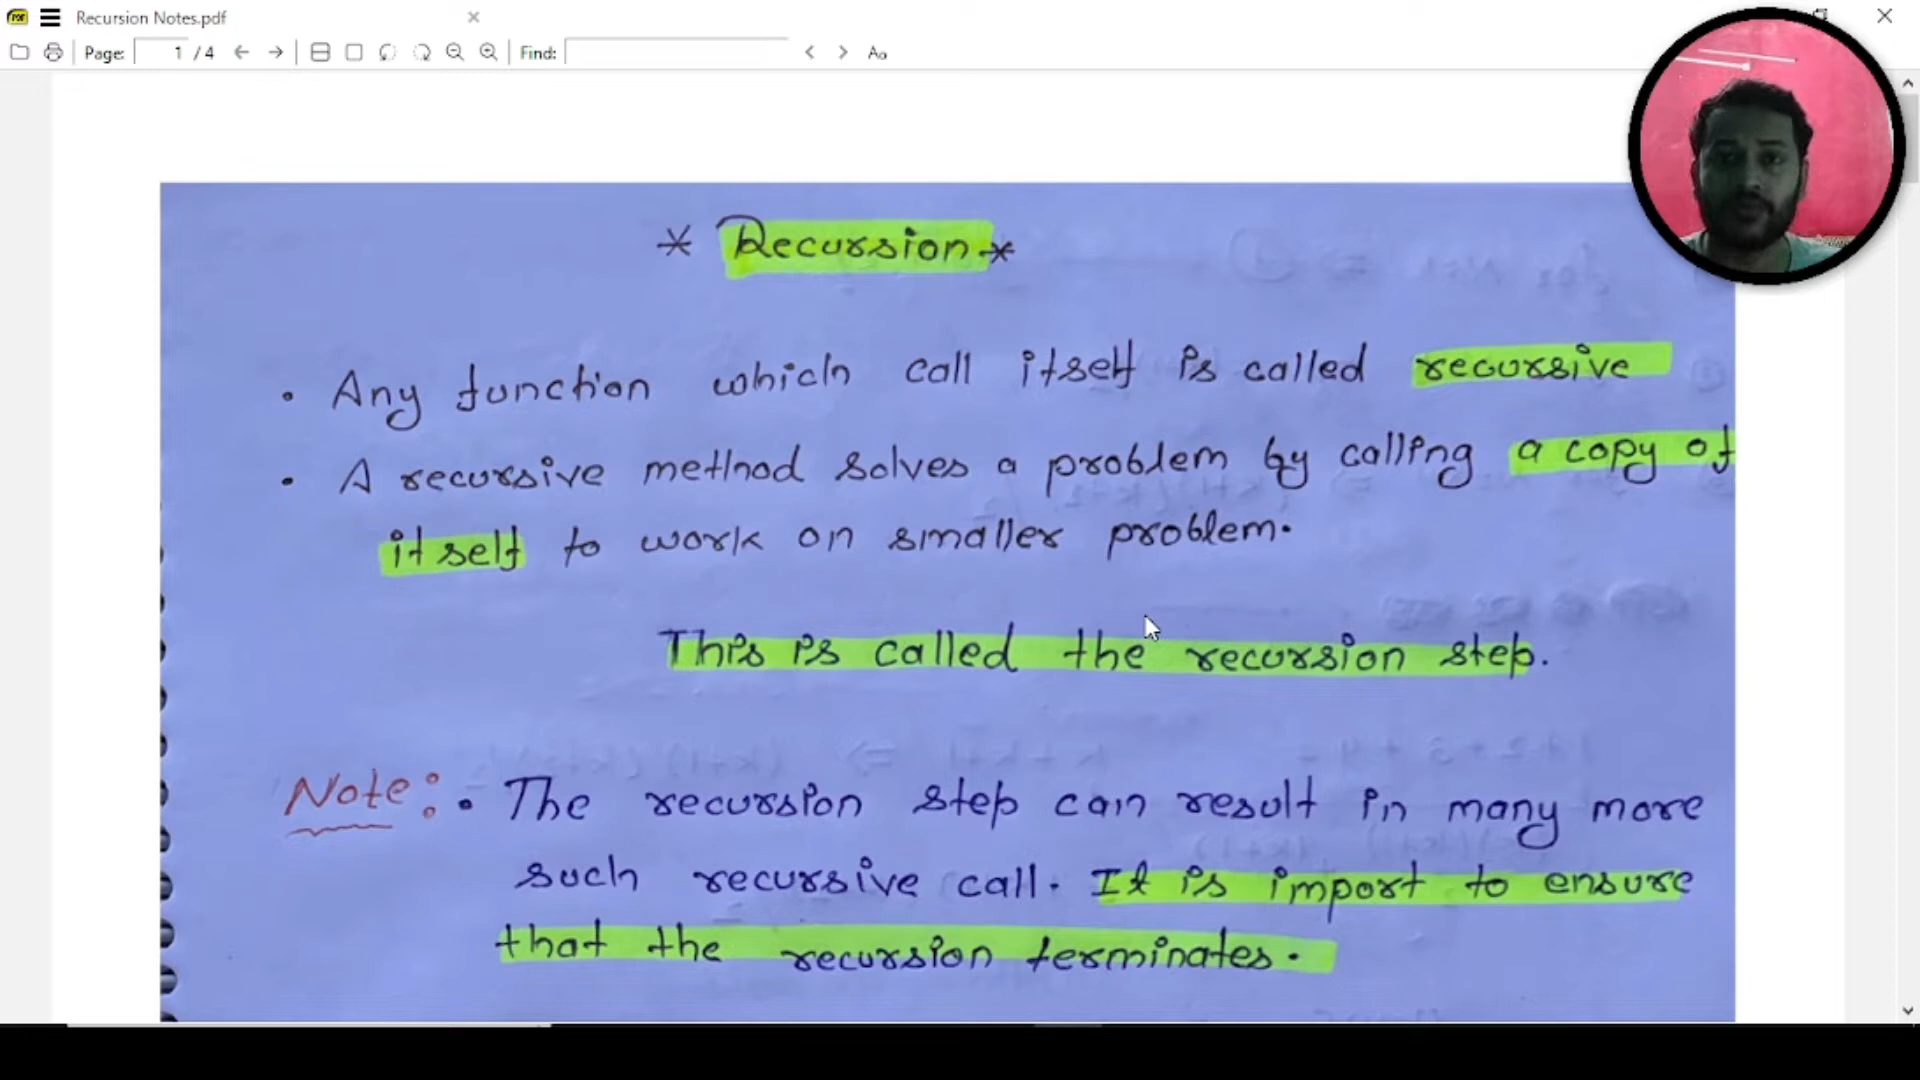 Recursion Notes.pdf
Page: 1 / 4 Find: Aa
* Recursion *
• Any function which call itself is called recursive
• A recursive method solves a problem by calling a copy of
itself to work on smaller problem.
This is called the recursion step.
Note: • The recursion step can result in many more
such recursive call. It is import to ensure
that the recursion terminates.